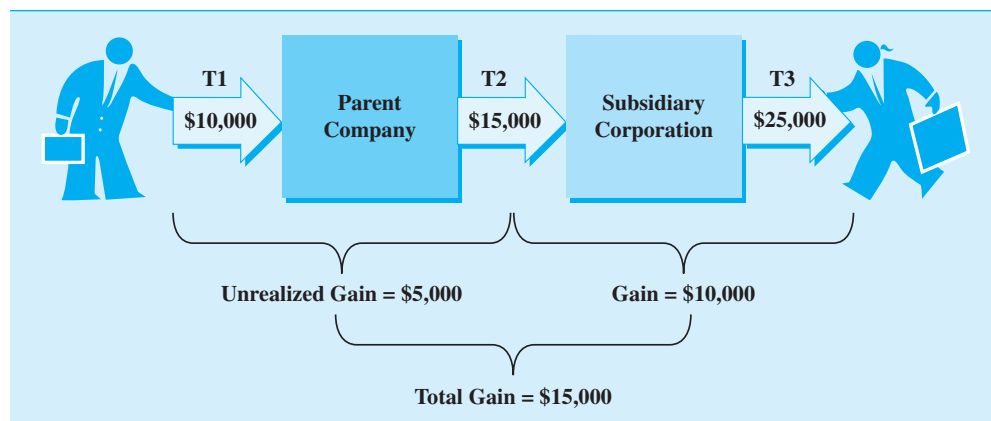 T1
T2
T3
$10,000
Parent
Company
$15,000
Subsidiary
Corporation
$25,000
Unrealized Gain = $5,000
Gain = $10,000
Total Gain = $15,000